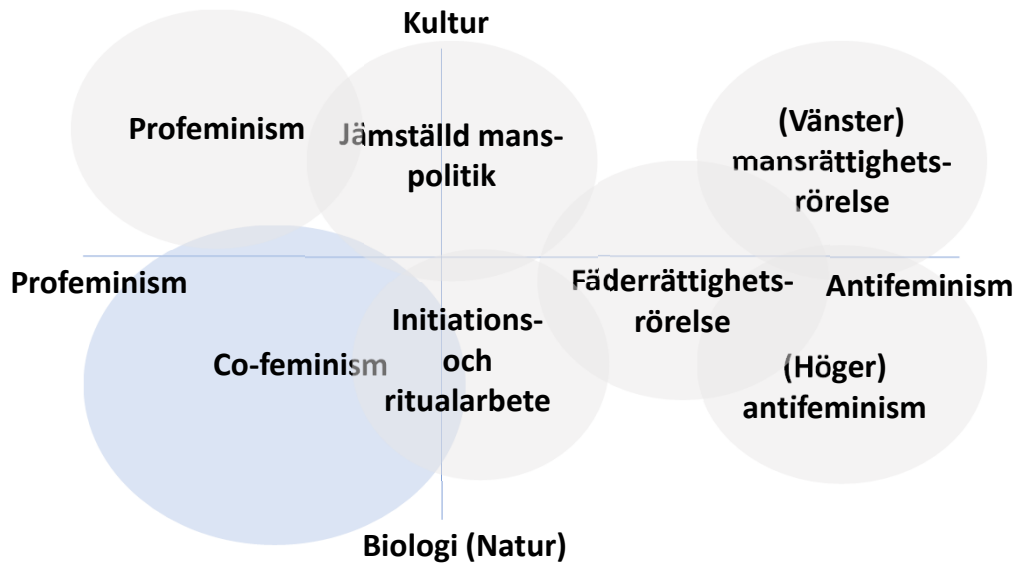 Kultur
Profeminism
Jämställd mans-
politik
(Vänster)
mansrättighets-
rörelse
Profeminism
Fäderrättighets-
rörelse
Antifeminism
Initiations-
och
ritualarbete
Co-feminism
(Höger)
antifeminism
Biologi (Natur)